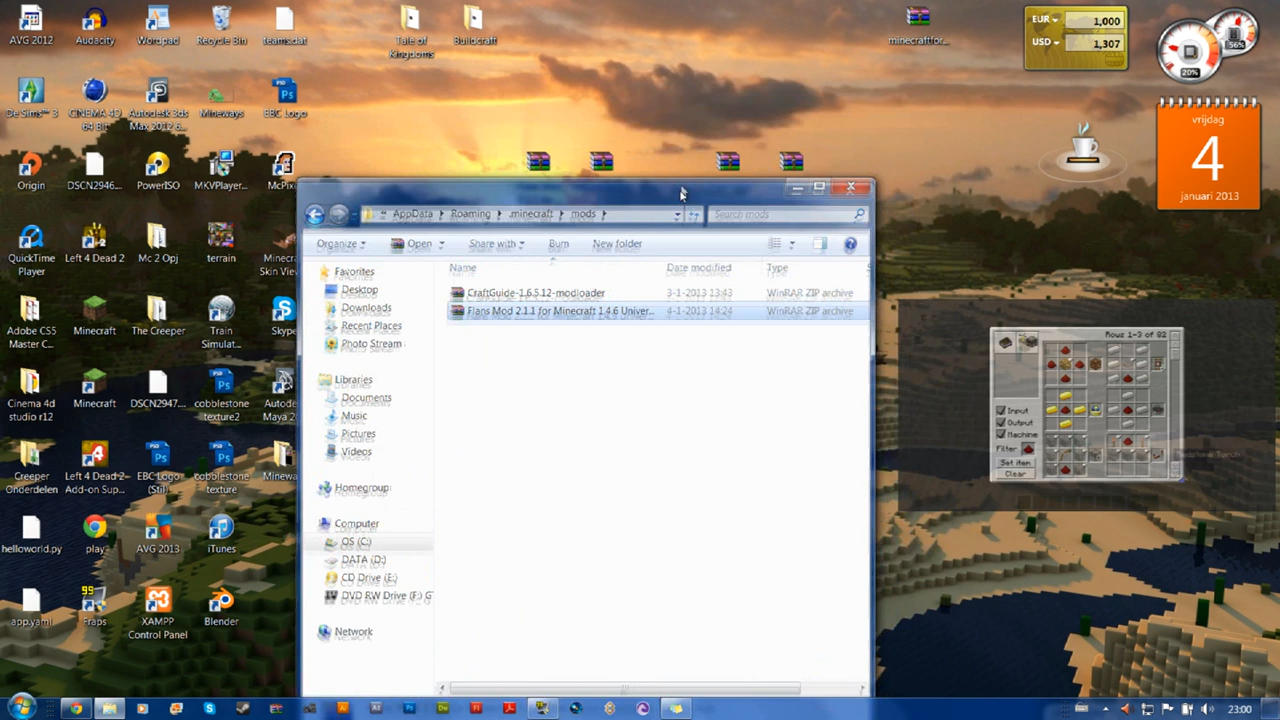 AVG 2012
Audacity
Wordpad
Recycle Bin
teams.dat
Tale of
Kingdoms
Buildcraft
minecraftfor...
EUR
1,000
USD
1,307
20%
56%
De Sims™ 3
CINEMA 4D
64 Bit
Autodesk 3ds
Max 2012 6...
Mineways
EBC Logo
vrijdag
4
januari 2013
Origin
DSCN2946...
PowerISO
MKVPlayer...
McPix
AppData
Roaming
.minecraft
mods
Search mods
Organize
Open
Share with
Burn
New folder
Name
Date modified
Type
Favorites
Desktop
Downloads
Recent Places
Photo Stream
CraftGuide-1.6.5.12-modloader
3-1-2013 13:43
WinRAR ZIP archive
Flans Mod 2.1.1 for Minecraft 1.4.6 Univer...
4-1-2013 14:24
WinRAR ZIP archive
QuickTime
Player
Left 4 Dead 2
Mc 2 Opj
terrain
Minecraft
Skin View
Adobe CS5
Master C...
Minecraft
The Creeper
Train
Simulat...
Skype
Libraries
Documents
Music
Pictures
Videos
Rows 1-3 of 82
Input
Output
Machine
Filter
Set item
Clear
Cinema 4d
studio r12
Minecraft
DSCN2947...
cobblestone
texture2
Autodesk
Maya 20
Creeper
Onderdelen
Left 4 Dead 2
Add-on Sup...
EBC Logo
(Stil)
cobblestone
texture
Minewa
Homegroup
Computer
OS (C:)
DATA (D:)
CD Drive (E:)
DVD RW Drive (F:) G
Network
helloworld.py
play
AVG 2013
iTunes
app.yaml
99
Fraps
XAMPP
Control Panel
Blender
23:00